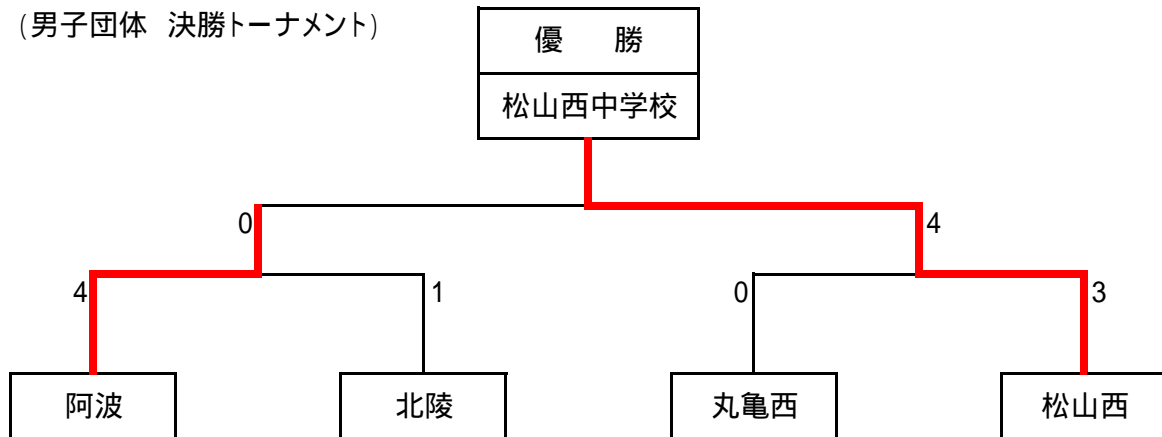 (男子団体 決勝トーナメント)
優 勝
松山西中学校
0 4
4 1 0 3
阿波 北陵 丸亀西 松山西